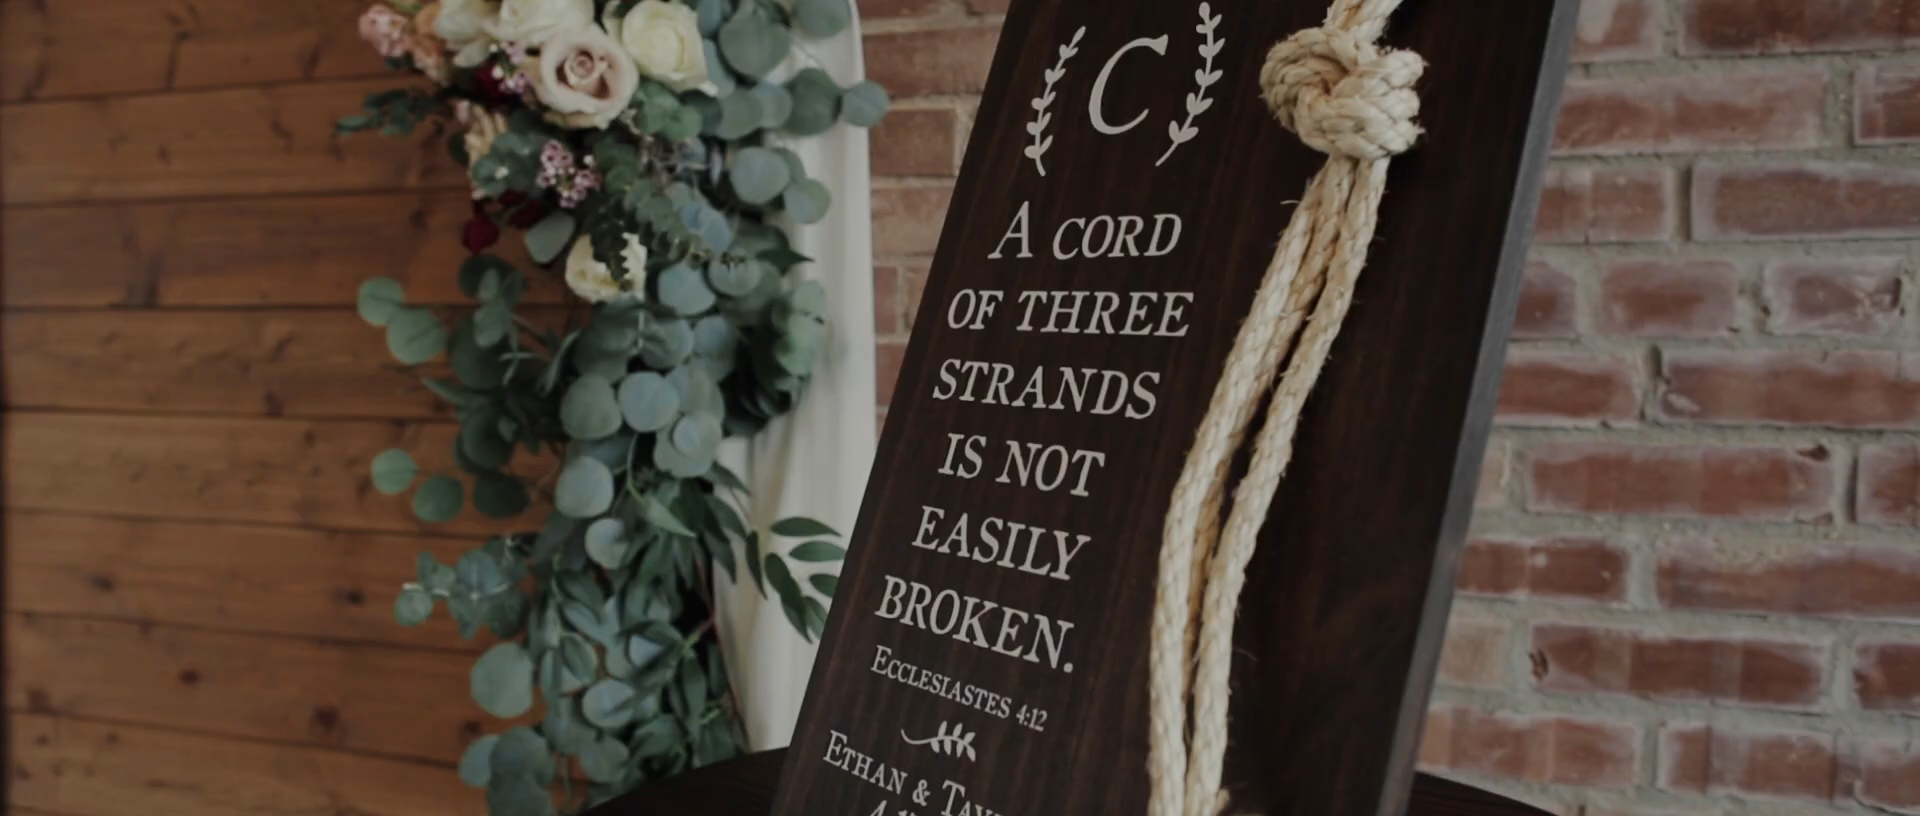 C
A CORD
OF THREE
STRANDS
IS NOT
EASILY
BROKEN.
ECCLESIASTES 4:12
ETHAN &